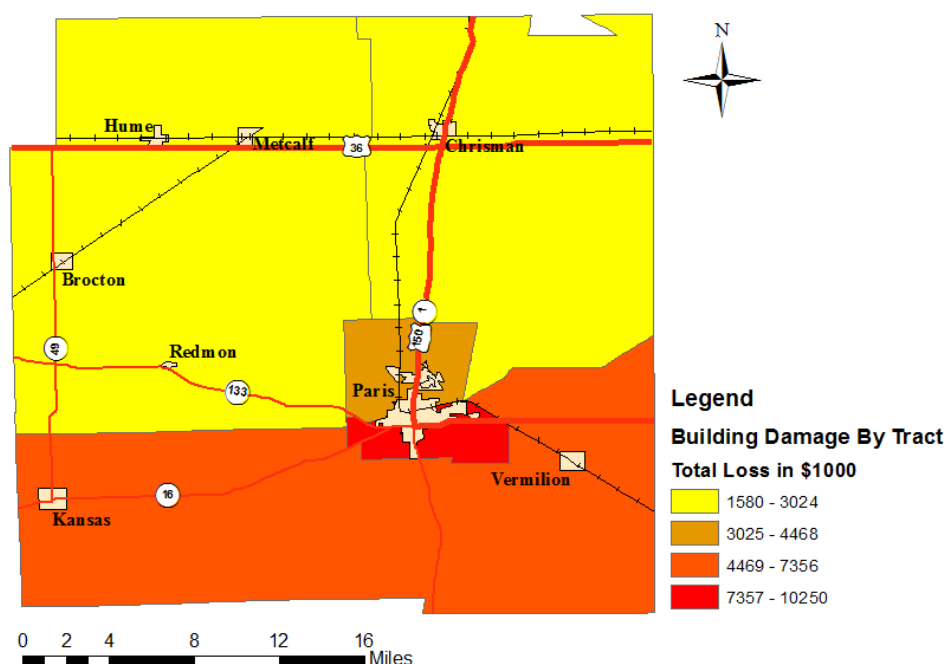 N
Hume
Metcalf
36
Chrisman
Brocton
1
150
49
Redmon
133
Paris
Vermilion
16
Kansas
Legend
Building Damage By Tract
Total Loss in $1000
1580 - 3024
3025 - 4468
4469 - 7356
7357 - 10250
0 2 4 8 12 16
Miles